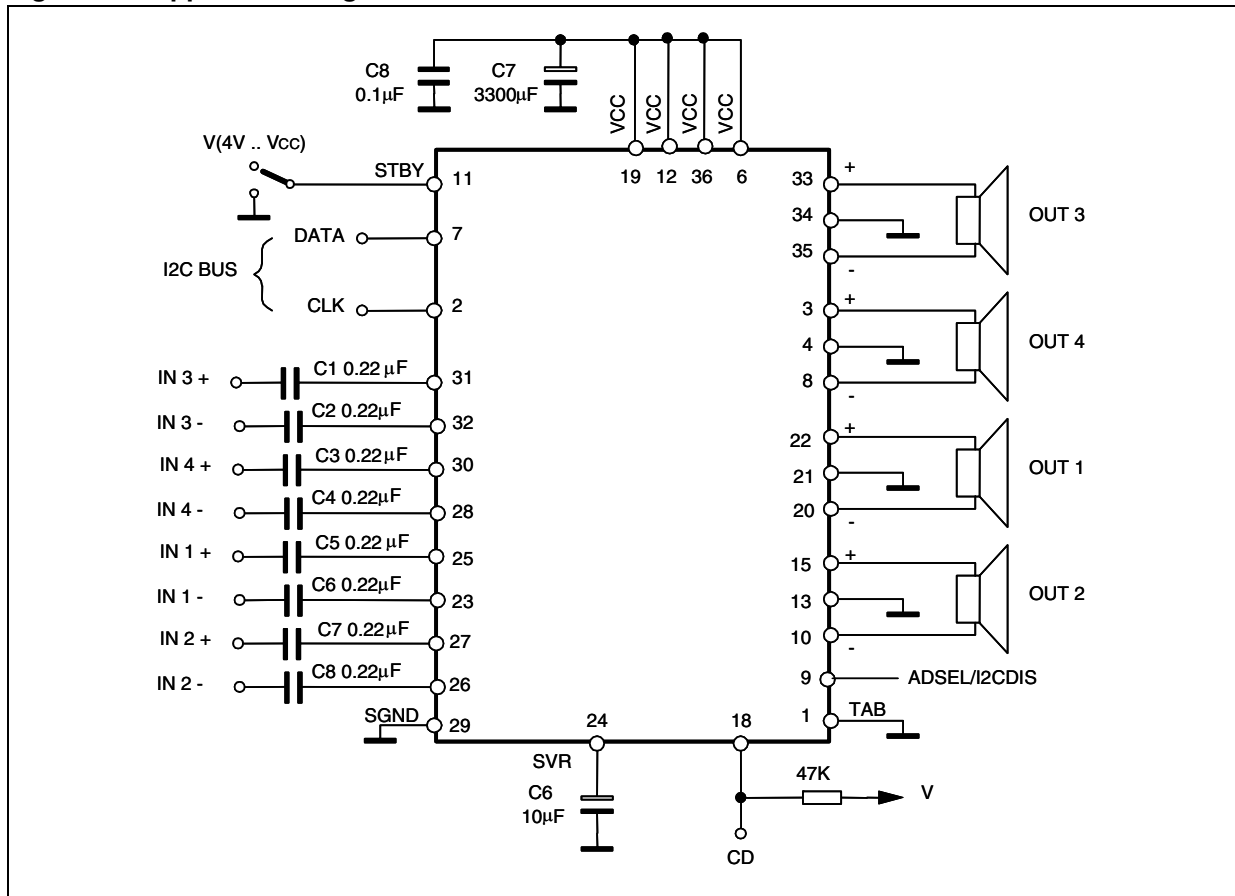 C8
0.1µF
C7
3300µF
VCC
VCC
VCC
VCC
V(4V .. VCC)
STBY
11
19
12
36
6
33
+
34
35
-
OUT 3
I2C BUS
DATA
7
CLK
2
3
+
4
8
-
OUT 4
IN 3 +
C1 0.22 µF
31
IN 3 -
C2 0.22µF
32
IN 4 +
C3 0.22µF
30
IN 4 -
C4 0.22µF
28
IN 1 +
C5 0.22 µF
25
IN 1 -
C6 0.22µF
23
IN 2 +
C7 0.22µF
27
IN 2 -
C8 0.22µF
26
SGND
29
22
+
21
20
-
OUT 1
15
+
13
10
-
OUT 2
9
ADSEL/I2CDIS
1
TAB
24
SVR
C6
10µF
18
47K
V
CD